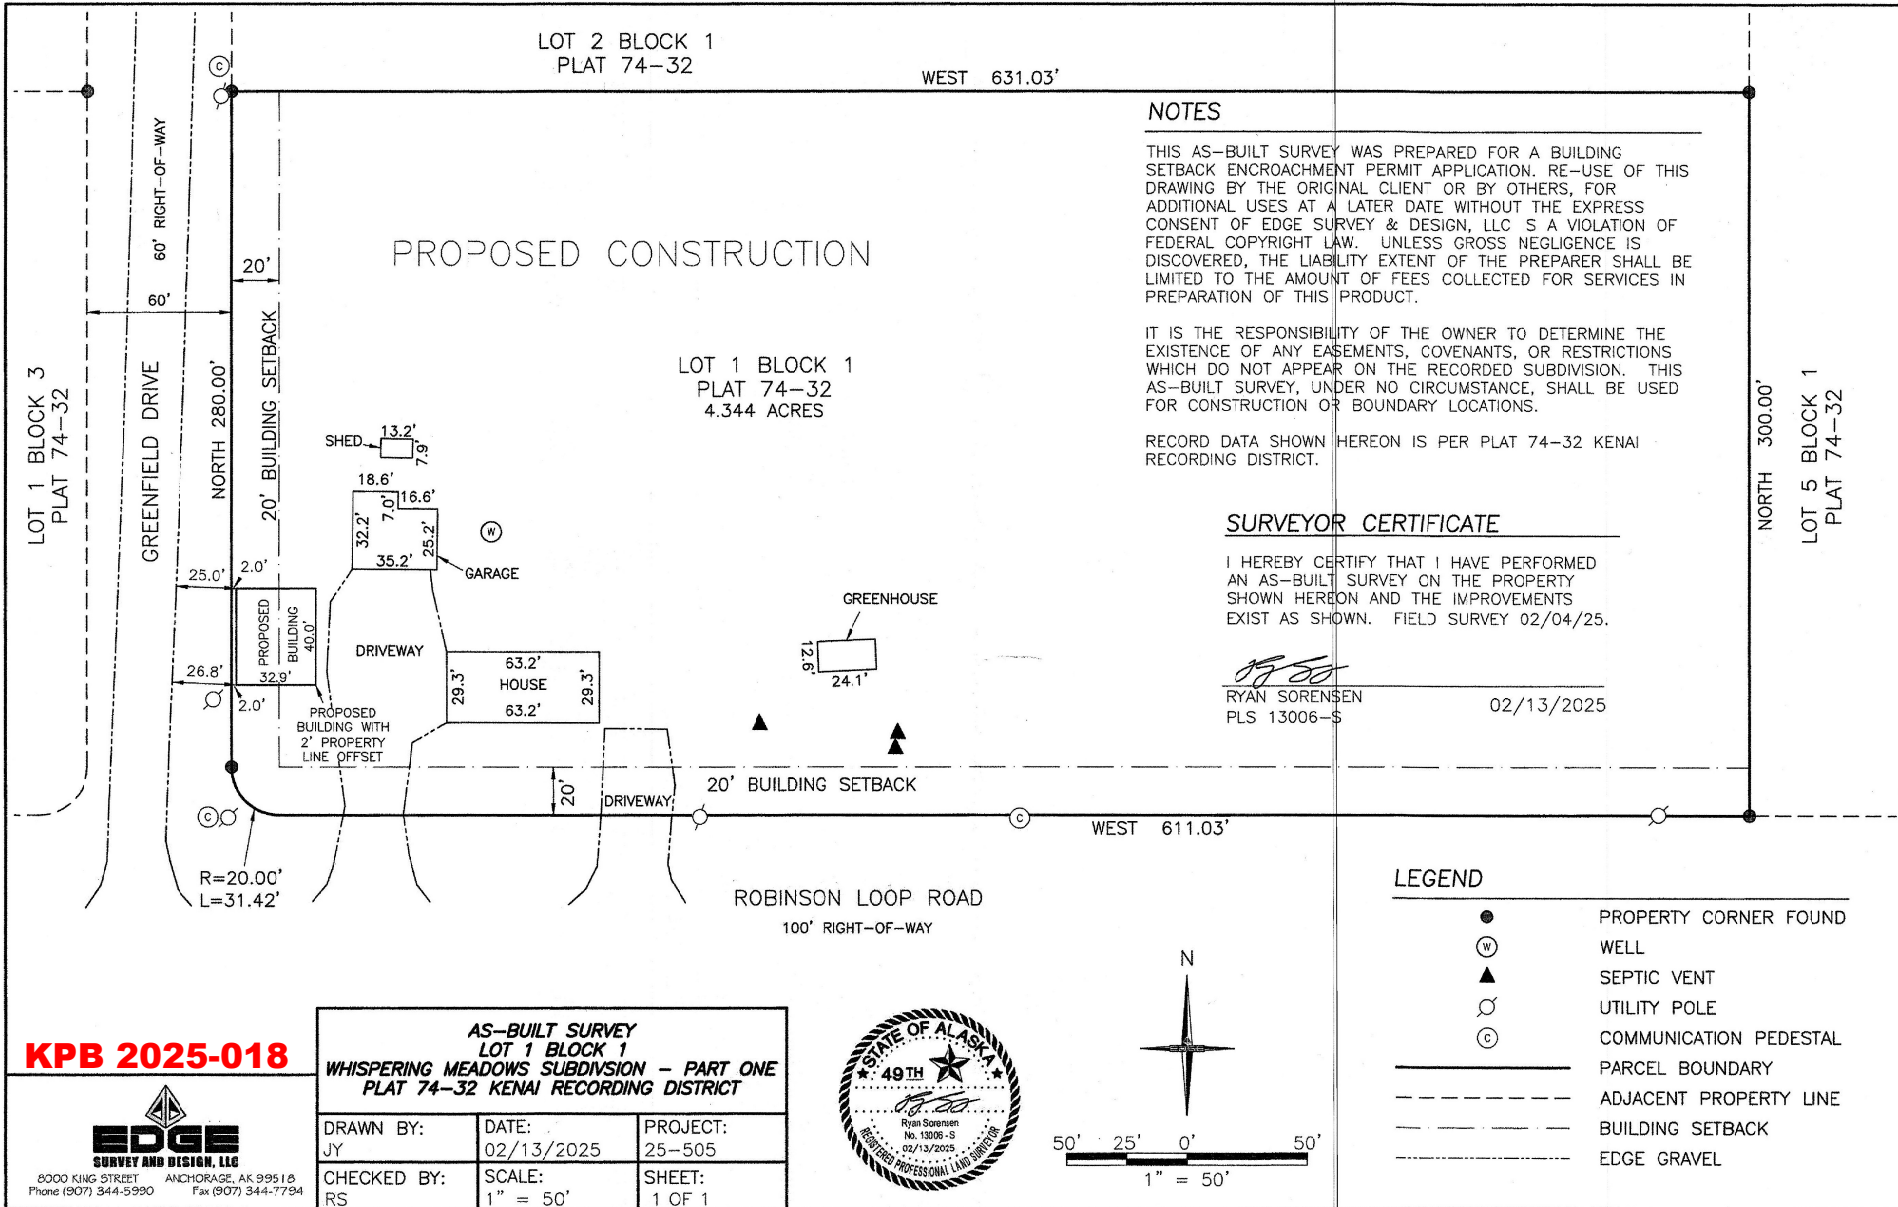 LOT 2 BLOCK 1
PLAT 74-32
WEST 631.03'
60' RIGHT-OF-WAY
GREENFIELD DRIVE
60'
LOT 1 BLOCK 3
PLAT 74-32
NORTH 280.00'
20'
20' BUILDING SETBACK
PROPOSED CONSTRUCTION
LOT 1 BLOCK 1
PLAT 74-32
4.344 ACRES
SHED
13.2'
7.9'
18.6'
7.0'
16.6'
32.2'
25.2'
35.2'
GARAGE
W
25.0'
2.0'
PROPOSED
BUILDING
40.0'
32.9'
26.8'
2.0'
PROPOSED
BUILDING WITH
2' PROPERTY
LINE OFFSET
DRIVEWAY
63.2'
HOUSE
63.2'
29.3'
29.3'
GREENHOUSE
12.6'
24.1'
20'
DRIVEWAY
20' BUILDING SETBACK
C
C
C
WEST 611.03'
R=20.00'
L=31.42'
ROBINSON LOOP ROAD
100' RIGHT-OF-WAY
NORTH 300.00'
LOT 5 BLOCK 1
PLAT 74-32
NOTES
THIS AS-BUILT SURVEY WAS PREPARED FOR A BUILDING
SETBACK ENCROACHMENT PERMIT APPLICATION. RE-USE OF THIS
DRAWING BY THE ORIGINAL CLIENT OR BY OTHERS, FOR
ADDITIONAL USES AT A LATER DATE WITHOUT THE EXPRESS
CONSENT OF EDGE SURVEY & DESIGN, LLC S A VIOLATION OF
FEDERAL COPYRIGHT LAW. UNLESS GROSS NEGLIGENCE IS
DISCOVERED, THE LIABILITY EXTENT OF THE PREPARER SHALL BE
LIMITED TO THE AMOUNT OF FEES COLLECTED FOR SERVICES IN
PREPARATION OF THIS PRODUCT.
IT IS THE RESPONSIBILITY OF THE OWNER TO DETERMINE THE
EXISTENCE OF ANY EASEMENTS, COVENANTS, OR RESTRICTIONS
WHICH DO NOT APPEAR ON THE RECORDED SUBDIVISION. THIS
AS-BUILT SURVEY, UNDER NO CIRCUMSTANCE, SHALL BE USED
FOR CONSTRUCTION OR BOUNDARY LOCATIONS.
RECORD DATA SHOWN HEREON IS PER PLAT 74-32 KENAI
RECORDING DISTRICT.
SURVEYOR CERTIFICATE
I HEREBY CERTIFY THAT I HAVE PERFORMED
AN AS-BUILT SURVEY ON THE PROPERTY
SHOWN HEREON AND THE IMPROVEMENTS
EXIST AS SHOWN. FIELD SURVEY 02/04/25.
RYAN SORENSEN
PLS 13006-S
02/13/2025
LEGEND
PROPERTY CORNER FOUND
W WELL
SEPTIC VENT
UTILITY POLE
C COMMUNICATION PEDESTAL
PARCEL BOUNDARY
ADJACENT PROPERTY LINE
BUILDING SETBACK
EDGE GRAVEL
KPB 2025-018
EDGE
SURVEY AND DESIGN, LLC
8000 KING STREET ANCHORAGE, AK 99518
Phone (907) 344-5990 Fax (907) 344-7794
AS-BUILT SURVEY
LOT 1 BLOCK 1
WHISPERING MEADOWS SUBDIVSION - PART ONE
PLAT 74-32 KENAI RECORDING DISTRICT
DRAWN BY:
JY
DATE:
02/13/2025
PROJECT:
25-505
CHECKED BY:
RS
SCALE:
1" = 50'
SHEET:
1 OF 1
STATE OF ALASKA
49TH
Ryan Sorensen
No. 13006-S
02/13/2025
REGISTERED PROFESSIONAL LAND SURVEYOR
N
50' 25' 0' 50'
1" = 50'